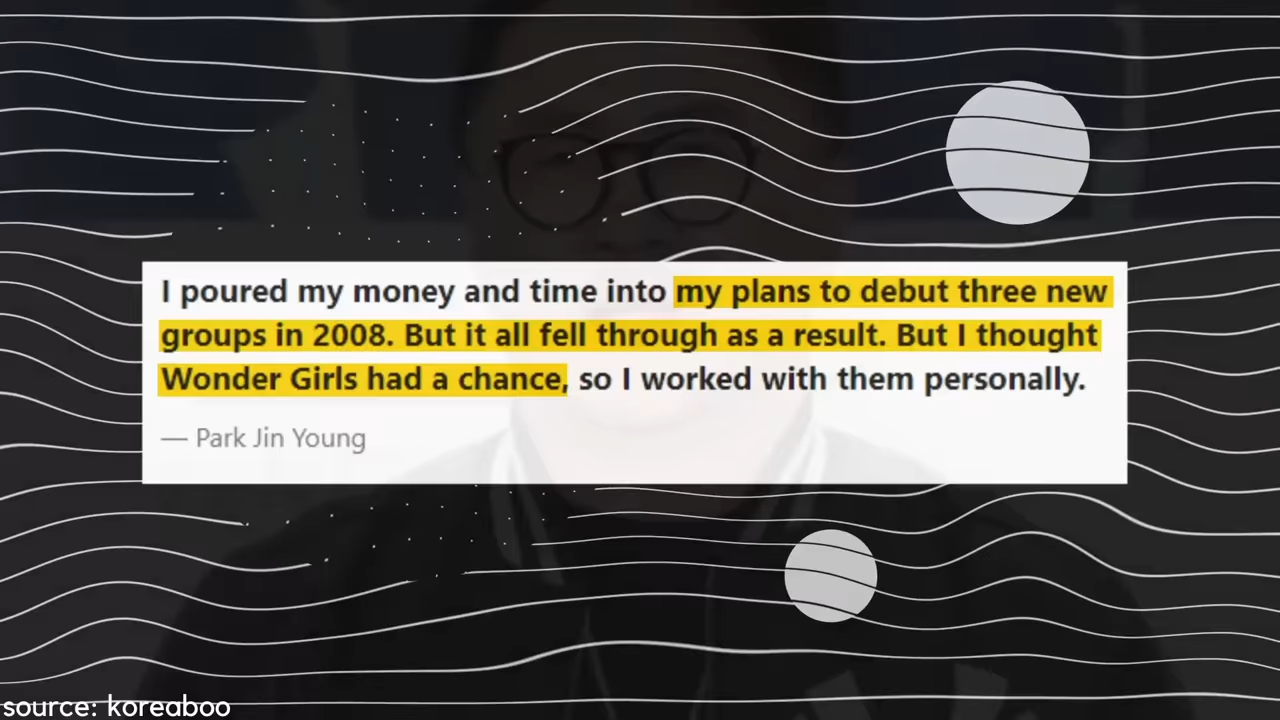 I poured my money and time into my plans to debut three new
groups in 2008. But it all fell through as a result. But I thought
Wonder Girls had a chance, so I worked with them personally.
— Park Jin Young
source: koreaboo